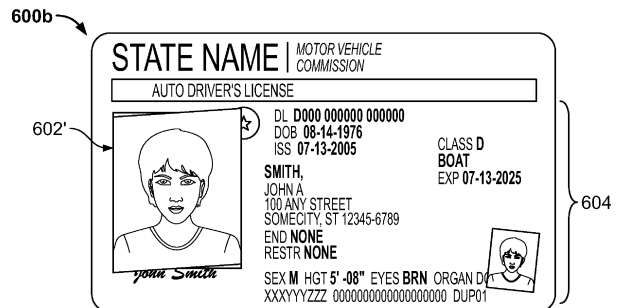 600b
STATE NAME | MOTOR VEHICLE
COMMISSION
AUTO DRIVER'S LICENSE
602'
DL D000 000000 000000
DOB 08-14-1976
ISS 07-13-2005
CLASS D
BOAT
EXP 07-13-2025
604
SMITH,
JOHN A
100 ANY STREET
SOMECITY, ST 12345-6789
END NONE
RESTR NONE
John Smith
SEX M HGT 5'-08" EYES BRN ORGAN DO
XXXYYYZZZ 0000000000000000000 DUP01